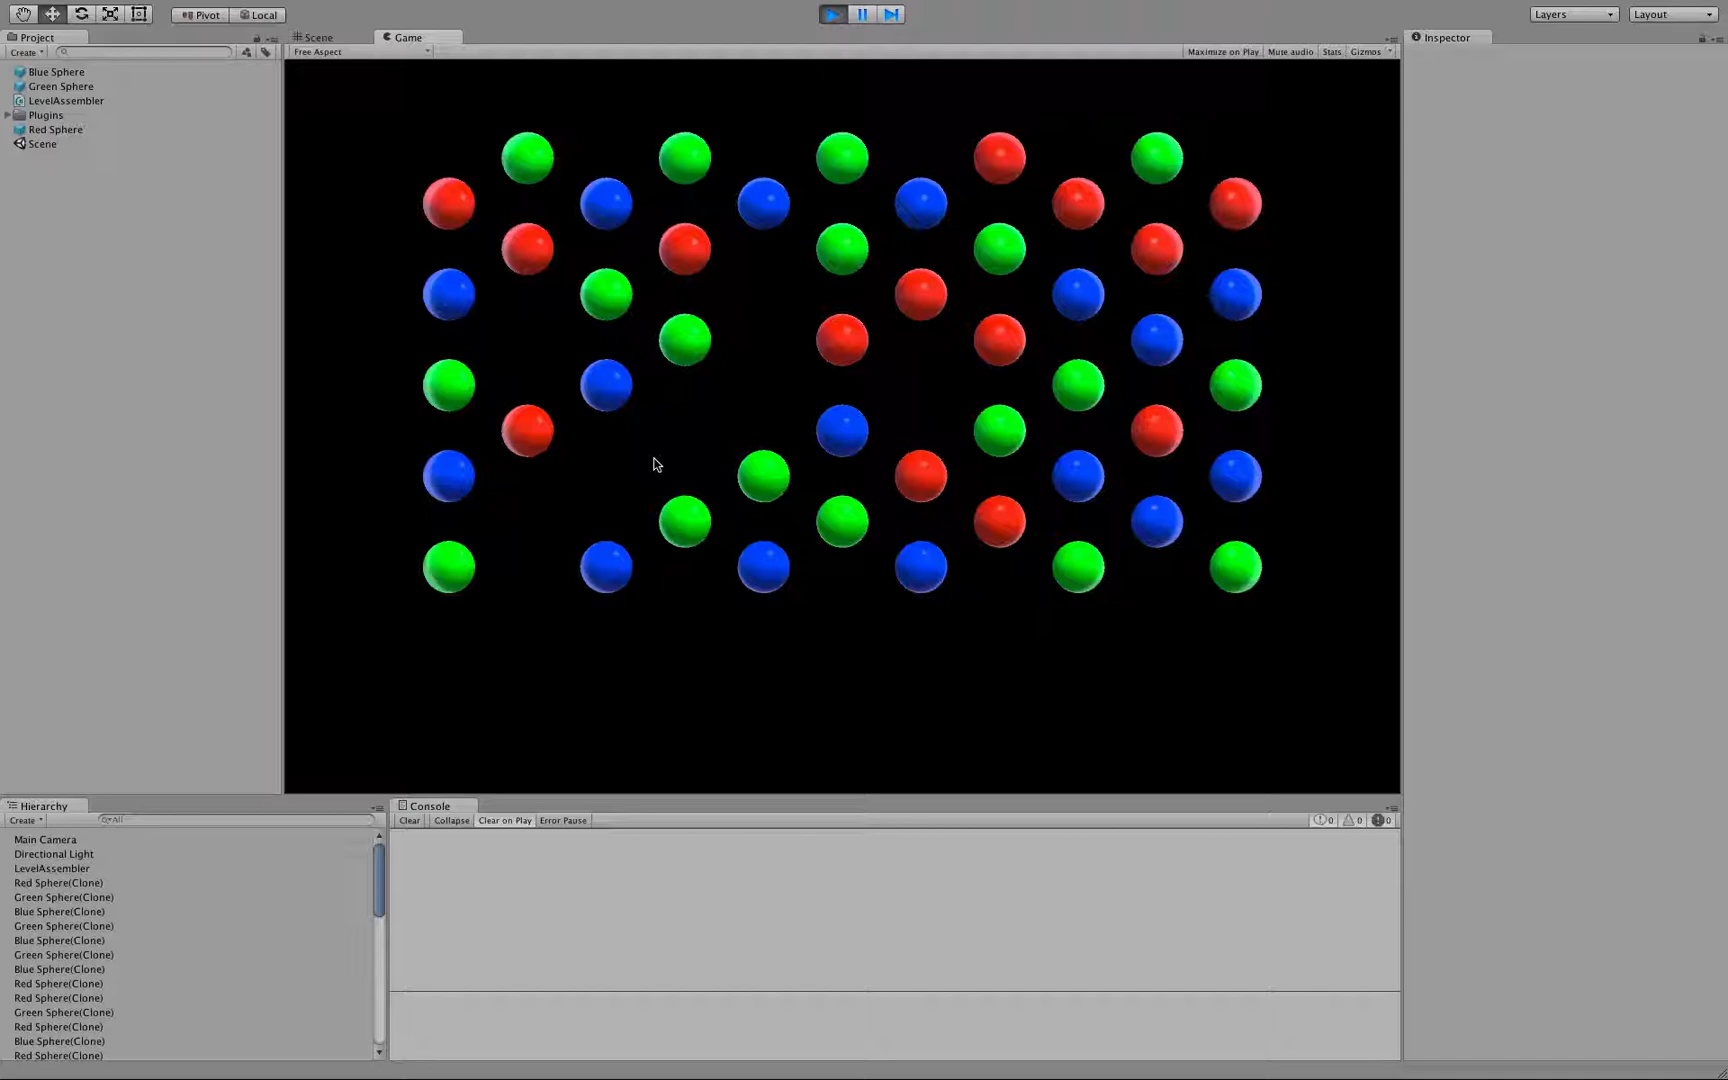 Pivot Local Layers Layout
Project Scene Game Inspector
Create Free Aspect Maximize on Play Mute audio Stats Gizmos
Blue Sphere
Green Sphere
LevelAssembler
Plugins
Red Sphere
Scene
Hierarchy Console
Create All Clear Collapse Clear on Play Error Pause 0 0 0
Main Camera
Directional Light
LevelAssembler
Red Sphere(Clone)
Green Sphere(Clone)
Blue Sphere(Clone)
Green Sphere(Clone)
Blue Sphere(Clone)
Green Sphere(Clone)
Blue Sphere(Clone)
Red Sphere(Clone)
Red Sphere(Clone)
Green Sphere(Clone)
Red Sphere(Clone)
Blue Sphere(Clone)
Red Sphere(Clone)